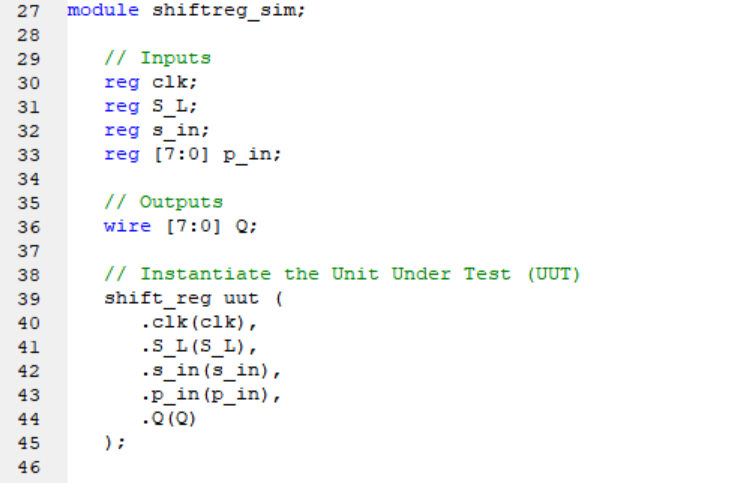 27 module shiftreg_sim;
28
29 // Inputs
30 reg clk;
31 reg S_L;
32 reg s_in;
33 reg [7:0] p_in;
34
35 // Outputs
36 wire [7:0] Q;
37
38 // Instantiate the Unit Under Test (UUT)
39 shift_reg uut (
40 .clk(clk),
41 .S_L(S_L),
42 .s_in(s_in),
43 .p_in(p_in),
44 .Q(Q)
45 );
46